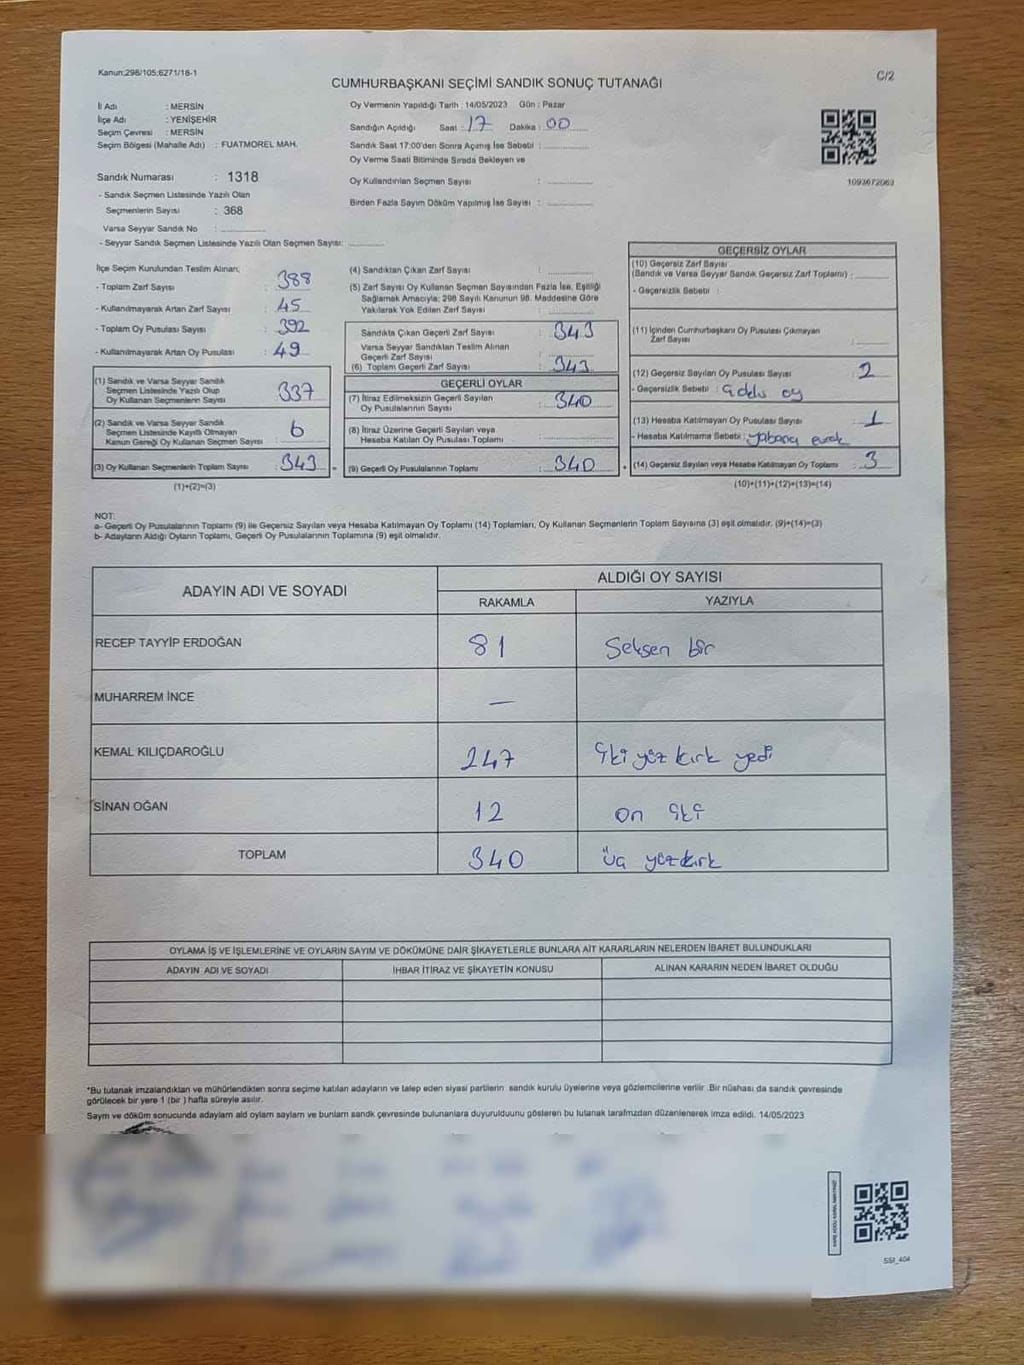 Kanun;298/105;6271/18-1
C/2
CUMHURBAŞKANI SEÇİMİ SANDIK SONUÇ TUTANAĞI
İl Adı : MERSİN
İlçe Adı : YENİŞEHİR
Seçim Çevresi : MERSİN
Seçim Bölgesi (Mahalle Adı) : FUATMOREL MAH.
Sandık Numarası : 1318
- Sandık Seçmen Listesinde Yazılı Olan
Seçmenlerin Sayısı : 368
Varsa Seyyar Sandık No :
- Seyyar Sandık Seçmen Listesinde Yazılı Olan Seçmen Sayısı:
Oy Vermenin Yapıldığı Tarih : 14/05/2023 Gün : Pazar
Sandığın Açıldığı Saat : 17 Dakika : 00
Sandık Saat 17:00'den Sonra Açılmış İse Sebebi :
Oy Verme Saati Bitiminde Sırada Bekleyen ve
Oy Kullandırılan Seçmen Sayısı :
Birden Fazla Sayım Döküm Yapılmış İse Sayısı :
1093672063
İlçe Seçim Kurulundan Teslim Alınan;
- Toplam Zarf Sayısı : 388
- Kullanılmayarak Artan Zarf Sayısı : 45
- Toplam Oy Pusulası Sayısı : 392
- Kullanılmayarak Artan Oy Pusulası : 49
(1) Sandık ve Varsa Seyyar Sandık
Seçmen Listesinde Yazılı Olup
Oy Kullanan Seçmenlerin Sayısı : 337
(2) Sandık ve Varsa Seyyar Sandık
Seçmen Listesinde Kayıtlı Olmayan
Kanun Gereği Oy Kullanan Seçmen Sayısı : 6
(3) Oy Kullanan Seçmenlerin Toplam Sayısı : 343
(1)+(2)=(3)
(4) Sandıktan Çıkan Zarf Sayısı :
(5) Zarf Sayısı Oy Kullanan Seçmen Sayısından Fazla İse, Eşitliği
Sağlamak Amacıyla; 298 Sayılı Kanunun 98. Maddesine Göre
Yakılarak Yok Edilen Zarf Sayısı :
Sandıkta Çıkan Geçerli Zarf Sayısı : 343
Varsa Seyyar Sandıktan Teslim Alınan
Geçerli Zarf Sayısı :
(6) Toplam Geçerli Zarf Sayısı : 343
GEÇERLİ OYLAR
(7) İtiraz Edilmeksizin Geçerli Sayılan
Oy Pusulalarının Sayısı : 340
(8) İtiraz Üzerine Geçerli Sayılan veya
Hesaba Katılan Oy Pusulası Toplamı :
(9) Geçerli Oy Pusulalarının Toplamı : 340
GEÇERSİZ OYLAR
(10) Geçersiz Zarf Sayısı
(Sandık ve Varsa Seyyar Sandık Geçersiz Zarf Toplamı) :
- Geçersizlik Sebebi :
(11) İçinden Cumhurbaşkanı Oy Pusulası Çıkmayan
Zarf Sayısı :
(12) Geçersiz Sayılan Oy Pusulası Sayısı : 2
- Geçersizlik Sebebi : oy
(13) Hesaba Katılmayan Oy Pusulası Sayısı : 1
- Hesaba Katılmama Sebebi : yabancı evrak
(14) Geçersiz Sayılan veya Hesaba Katılmayan Oy Toplamı : 3
(10)+(11)+(12)+(13)=(14)
NOT:
a- Geçerli Oy Pusulalarının Toplamı (9) ile Geçersiz Sayılan veya Hesaba Katılmayan Oy Toplamı (14) Toplamları, Oy Kullanan Seçmenlerin Toplam Sayısına (3) eşit olmalıdır. (9)+(14)=(3)
b- Adayların Aldığı Oyların Toplamı, Geçerli Oy Pusulalarının Toplamına (9) eşit olmalıdır.
ADAYIN ADI VE SOYADI
ALDIĞI OY SAYISI
RAKAMLA YAZIYLA
RECEP TAYYİP ERDOĞAN 81 Seksen bir
MUHARREM İNCE —
KEMAL KILIÇDAROĞLU 247 iki yüz kırk yedi
SİNAN OĞAN 12 on iki
TOPLAM 340 üç yüz kırk
OYLAMA İŞ VE İŞLEMLERİNE VE OYLARIN SAYIM VE DÖKÜMÜNE DAİR ŞİKAYETLERLE BUNLARA AİT KARARLARIN NELERDEN İBARET BULUNDUKLARI
ADAYIN ADI VE SOYADI İHBAR İTİRAZ VE ŞİKAYETİN KONUSU ALINAN KARARIN NEDEN İBARET OLDUĞU
*Bu tutanak imzalandıktan ve mühürlendikten sonra seçime katılan adayların ve talep eden siyasi partilerin sandık kurulu üyelerine veya gözlemcilerine verilir .Bir nüshası da sandık çevresinde
görülecek bir yere 1 (bir ) hafta süreyle asılır.
Sayım ve döküm sonucunda adayların ald oyların sayların ve bunların sandık çevresinde bulunanlara duyurulduunu gösteren bu tutanak tarafmzdan düzenlenerek imza edildi. 14/05/2023
SSI_404